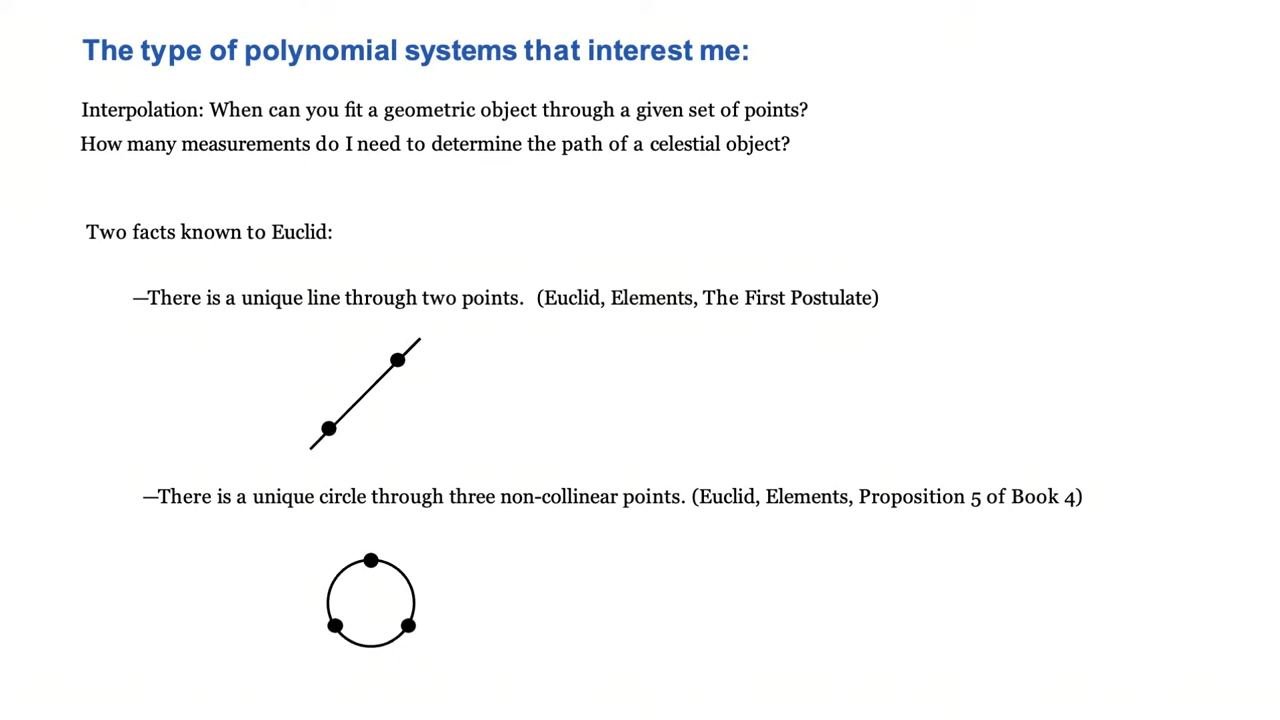 The type of polynomial systems that interest me:
Interpolation: When can you fit a geometric object through a given set of points?
How many measurements do I need to determine the path of a celestial object?
Two facts known to Euclid:
—There is a unique line through two points. (Euclid, Elements, The First Postulate)
—There is a unique circle through three non-collinear points. (Euclid, Elements, Proposition 5 of Book 4)